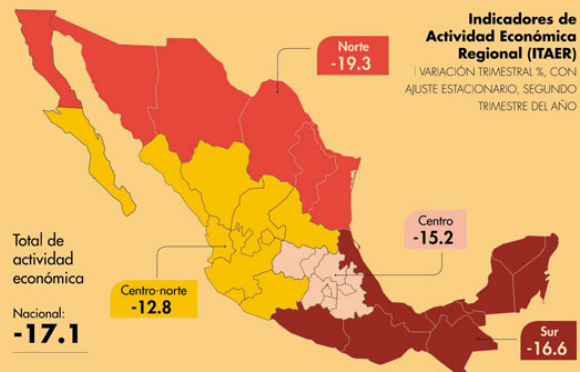 Indicadores de
Actividad Económica
Regional (ITAER)
| VARIACIÓN TRIMESTRAL %, CON
AJUSTE ESTACIONARIO, SEGUNDO
TRIMESTRE DEL AÑO
Norte
-19.3
Centro
-15.2
Total de
actividad
económica
Nacional:
-17.1
Centro-norte
-12.8
Sur
-16.6